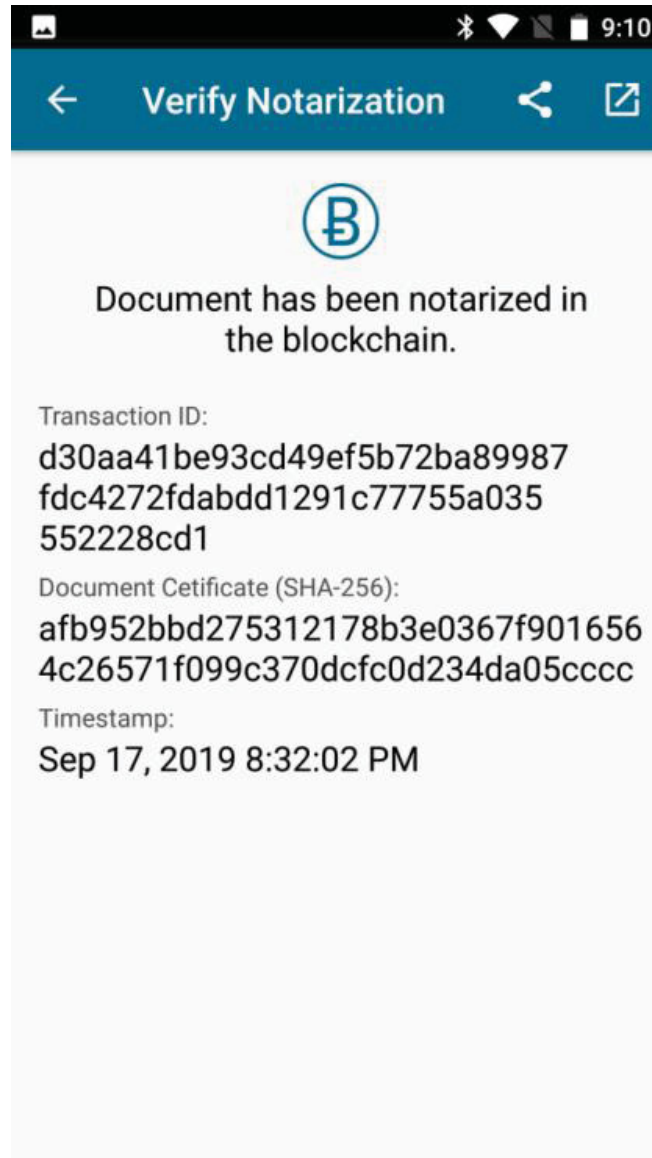 9:10
Verify Notarization
Document has been notarized in
the blockchain.
Transaction ID:
d30aa41be93cd49ef5b72ba89987
fdc4272fdabdd1291c77755a035
552228cd1
Document Cetificate (SHA-256):
afb952bbd275312178b3e0367f901656
4c26571f099c370dcfc0d234da05cccc
Timestamp:
Sep 17, 2019 8:32:02 PM